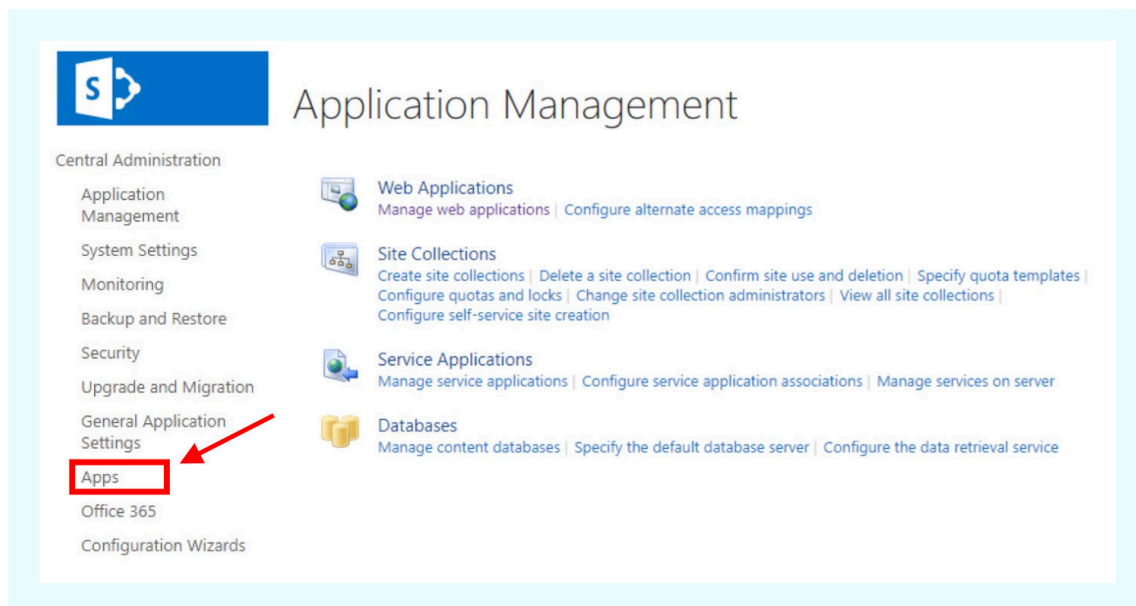 S
Application Management
Central Administration
Application
Management
System Settings
Monitoring
Backup and Restore
Security
Upgrade and Migration
General Application
Settings
Apps
Office 365
Configuration Wizards
Web Applications
Manage web applications | Configure alternate access mappings
Site Collections
Create site collections | Delete a site collection | Confirm site use and deletion | Specify quota templates |
Configure quotas and locks | Change site collection administrators | View all site collections |
Configure self-service site creation
Service Applications
Manage service applications | Configure service application associations | Manage services on server
Databases
Manage content databases | Specify the default database server | Configure the data retrieval service